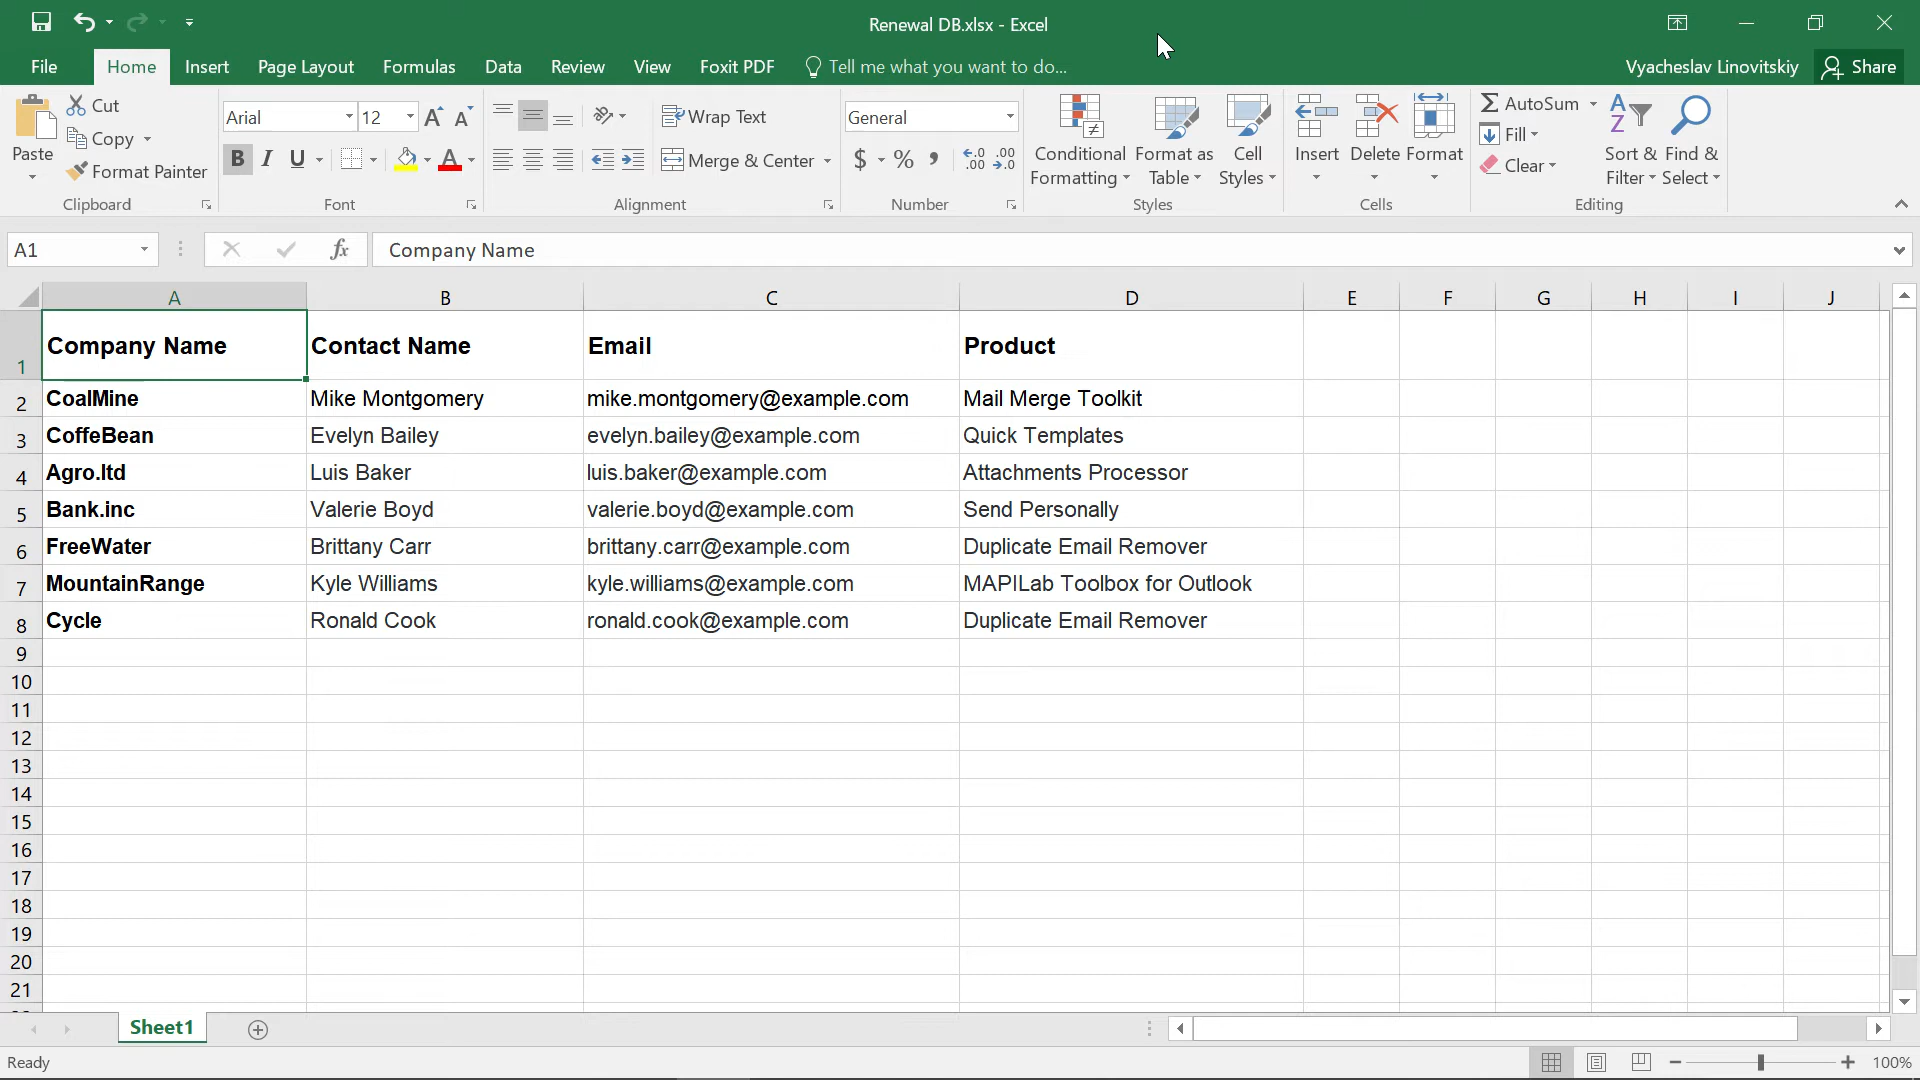 Renewal DB.xlsx - Excel
File Home Insert Page Layout Formulas Data Review View Foxit PDF Tell me what you want to do... Vyacheslav Linovitskiy Share
Paste Cut Copy Format Painter
Clipboard
Arial 12
B I U A
Font
Wrap Text
Merge & Center
Alignment
General
$ % , .0 .00 .00 .0
Number
Conditional Formatting Format as Table Cell Styles
Styles
Insert Delete Format
Cells
AutoSum Fill Clear Sort & Filter Find & Select
Editing
A1 fx Company Name
A B C D E F G H I J
1 Company Name Contact Name Email Product
2 CoalMine Mike Montgomery mike.montgomery@example.com Mail Merge Toolkit
3 CoffeBean Evelyn Bailey evelyn.bailey@example.com Quick Templates
4 Agro.ltd Luis Baker luis.baker@example.com Attachments Processor
5 Bank.inc Valerie Boyd valerie.boyd@example.com Send Personally
6 FreeWater Brittany Carr brittany.carr@example.com Duplicate Email Remover
7 MountainRange Kyle Williams kyle.williams@example.com MAPILab Toolbox for Outlook
8 Cycle Ronald Cook ronald.cook@example.com Duplicate Email Remover
9
10
11
12
13
14
15
16
17
18
19
20
21
Sheet1
Ready 100%